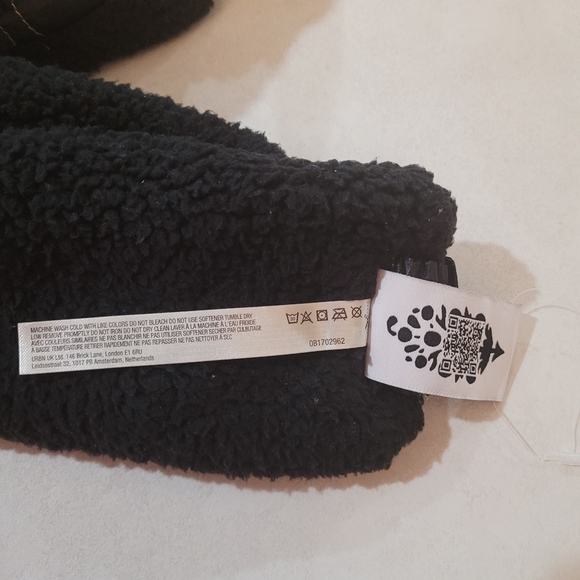 MACHINE WASH COLD WITH LIKE COLORS DO NOT BLEACH DO NOT USE SOFTENER TUMBLE DRY
LOW REMOVE PROMPTLY DO NOT IRON DO NOT DRY CLEAN LAVER À LA MACHINE À L'EAU FROIDE
AVEC COULEURS SIMILAIRES NE PAS BLANCHIR NE PAS UTILISER SOFTENER SECHER PAR CULBUTAGE
À BASSE TEMPÉRATURE RETIRER RAPIDEMENT NE PAS REPASSER NE PAS NETTOYER À SEC
URBN UK Ltd. 146 Brick Lane, London E1 6RU
Leidsestraat 32, 1017 PB Amsterdam, Netherlands
OB1702962